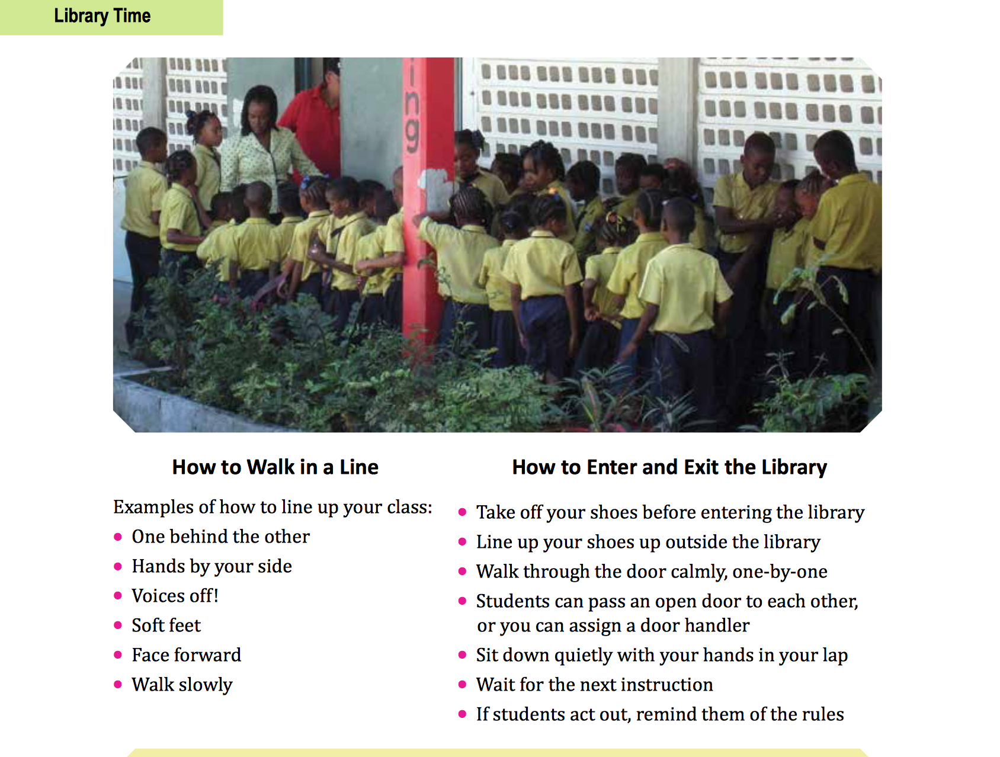 Library Time
ing
How to Walk in a Line
Examples of how to line up your class:
One behind the other
Hands by your side
Voices off!
Soft feet
Face forward
Walk slowly
How to Enter and Exit the Library
Take off your shoes before entering the library
Line up your shoes up outside the library
Walk through the door calmly, one-by-one
Students can pass an open door to each other,
or you can assign a door handler
Sit down quietly with your hands in your lap
Wait for the next instruction
If students act out, remind them of the rules